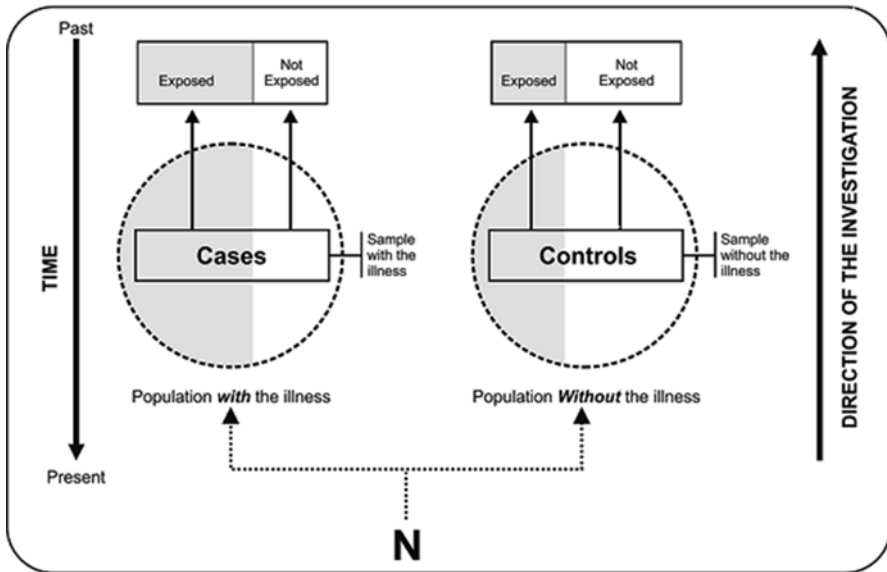 Past
Exposed
Not
Exposed
Exposed
Not
Exposed
TIME
DIRECTION OF THE INVESTIGATION
Cases
Sample
with the
illness
Controls
Sample
without the
illness
Population with the illness
Population Without the illness
Present
N